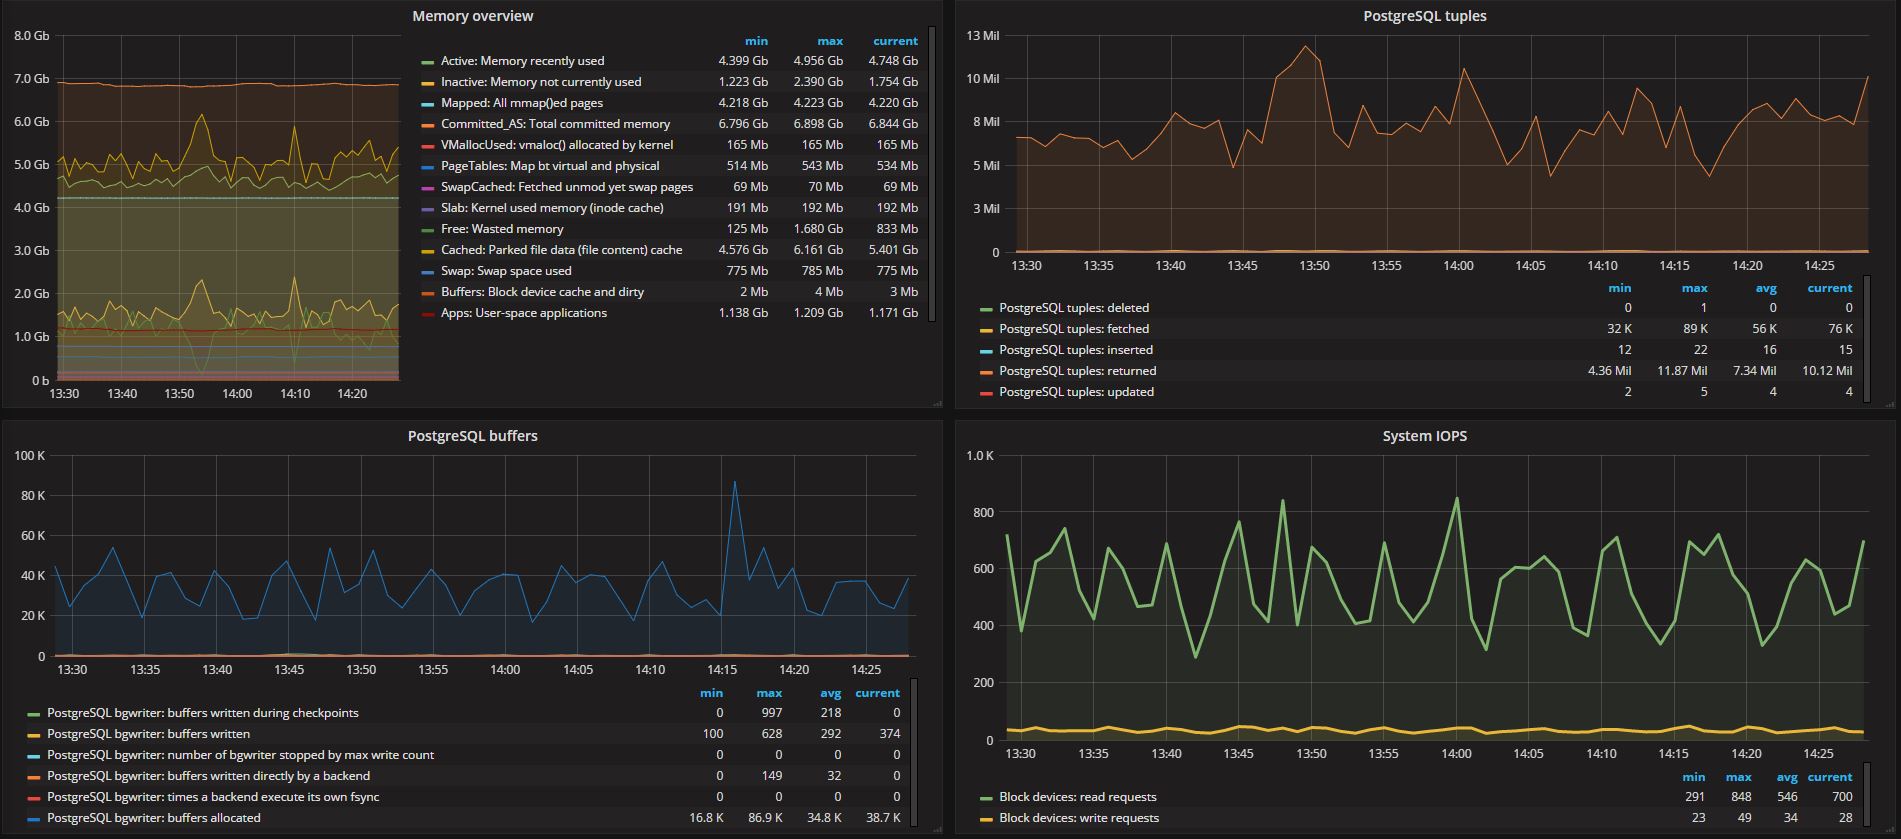 Memory overview
8.0 Gb
7.0 Gb
6.0 Gb
5.0 Gb
4.0 Gb
3.0 Gb
2.0 Gb
1.0 Gb
0 b
13:30 13:40 13:50 14:00 14:10 14:20
min max current
Active: Memory recently used 4.399 Gb 4.956 Gb 4.748 Gb
Inactive: Memory not currently used 1.223 Gb 2.390 Gb 1.754 Gb
Mapped: All mmap()ed pages 4.218 Gb 4.223 Gb 4.220 Gb
Committed_AS: Total committed memory 6.796 Gb 6.898 Gb 6.844 Gb
VMallocUsed: vmaloc() allocated by kernel 165 Mb 165 Mb 165 Mb
PageTables: Map bt virtual and physical 514 Mb 543 Mb 534 Mb
SwapCached: Fetched unmod yet swap pages 69 Mb 70 Mb 69 Mb
Slab: Kernel used memory (inode cache) 191 Mb 192 Mb 192 Mb
Free: Wasted memory 125 Mb 1.680 Gb 833 Mb
Cached: Parked file data (file content) cache 4.576 Gb 6.161 Gb 5.401 Gb
Swap: Swap space used 775 Mb 785 Mb 775 Mb
Buffers: Block device cache and dirty 2 Mb 4 Mb 3 Mb
Apps: User-space applications 1.138 Gb 1.209 Gb 1.171 Gb
PostgreSQL tuples
13 Mil
10 Mil
8 Mil
5 Mil
3 Mil
0
13:30 13:35 13:40 13:45 13:50 13:55 14:00 14:05 14:10 14:15 14:20 14:25
min max avg current
PostgreSQL tuples: deleted 0 1 0 0
PostgreSQL tuples: fetched 32 K 89 K 56 K 76 K
PostgreSQL tuples: inserted 12 22 16 15
PostgreSQL tuples: returned 4.36 Mil 11.87 Mil 7.34 Mil 10.12 Mil
PostgreSQL tuples: updated 2 5 4 4
PostgreSQL buffers
100 K
80 K
60 K
40 K
20 K
0
13:30 13:35 13:40 13:45 13:50 13:55 14:00 14:05 14:10 14:15 14:20 14:25
min max avg current
PostgreSQL bgwriter: buffers written during checkpoints 0 997 218 0
PostgreSQL bgwriter: buffers written 100 628 292 374
PostgreSQL bgwriter: number of bgwriter stopped by max write count 0 0 0 0
PostgreSQL bgwriter: buffers written directly by a backend 0 149 32 0
PostgreSQL bgwriter: times a backend execute its own fsync 0 0 0 0
PostgreSQL bgwriter: buffers allocated 16.8 K 86.9 K 34.8 K 38.7 K
System IOPS
1.0 K
800
600
400
200
0
13:30 13:35 13:40 13:45 13:50 13:55 14:00 14:05 14:10 14:15 14:20 14:25
min max avg current
Block devices: read requests 291 848 546 700
Block devices: write requests 23 49 34 28